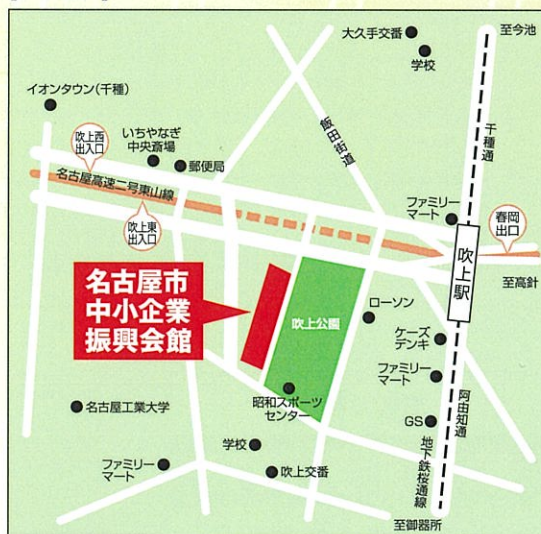 大久手交番
学校
至今池
イオンタウン(千種)
飯田街道
千種通
いちやなぎ
中央斎場
郵便局
吹上西
出入口
名古屋高速二号東山線
吹上東
出入口
ファミリー
マート
春岡
出口
吹上駅
至高針
名古屋市
中小企業
振興会館
吹上公園
ローソン
ケーズ
デンキ
ファミリー
マート
昭和スポーツ
センター
名古屋工業大学
GS
阿由知通
地下鉄桜通線
学校
ファミリー
マート
吹上交番
至御器所